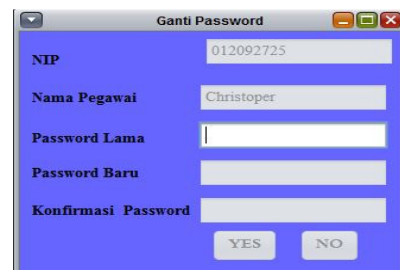 Ganti Password
NIP 012092725
Nama Pegawai Christoper
Password Lama
Password Baru
Konfirmasi Password
YES NO